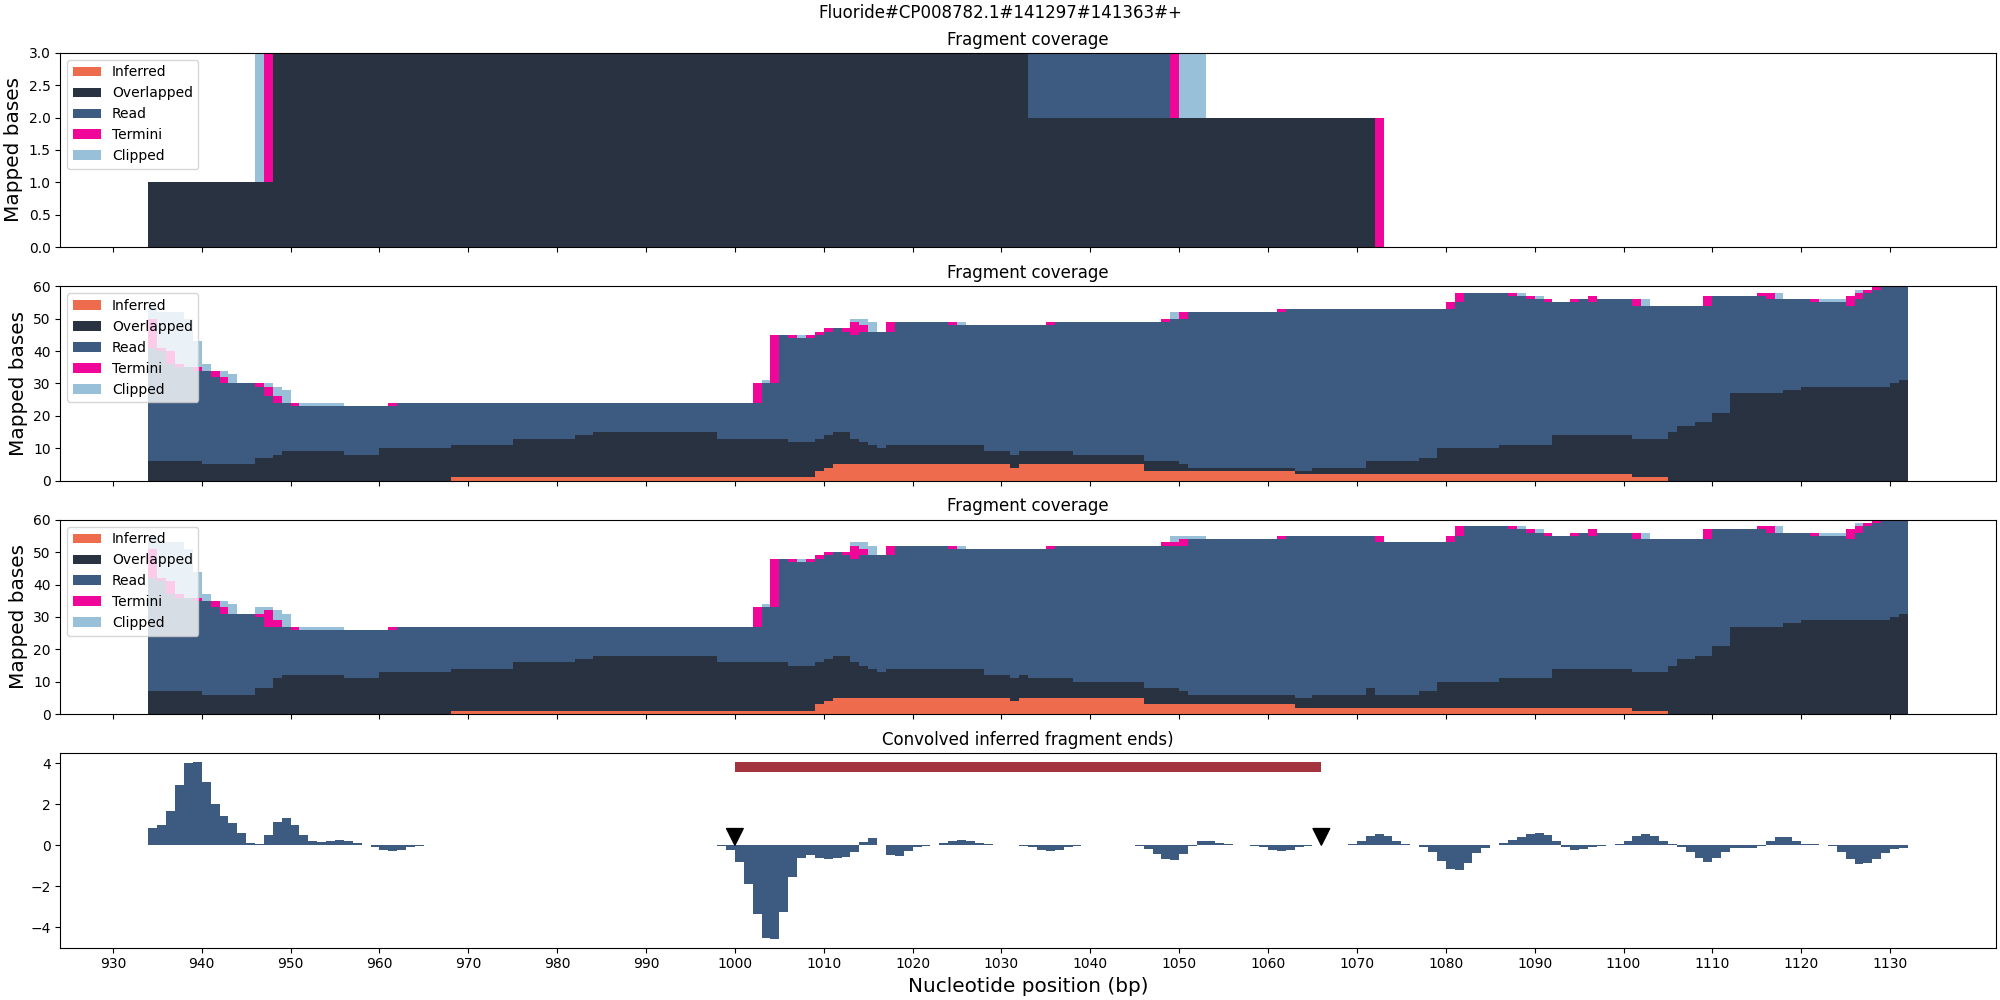 Fluoride#CP008782.1#141297#141363#+
Fragment coverage
Mapped bases
3.0
2.5
2.0
1.5
1.0
0.5
0.0
Inferred
Overlapped
Read
Termini
Clipped
Fragment coverage
Mapped bases
60
50
40
30
20
10
0
Inferred
Overlapped
Read
Termini
Clipped
Fragment coverage
Mapped bases
60
50
40
30
20
10
0
Inferred
Overlapped
Read
Termini
Clipped
Convolved inferred fragment ends)
4
2
0
−2
−4
930 940 950 960 970 980 990 1000 1010 1020 1030 1040 1050 1060 1070 1080 1090 1100 1110 1120 1130
Nucleotide position (bp)